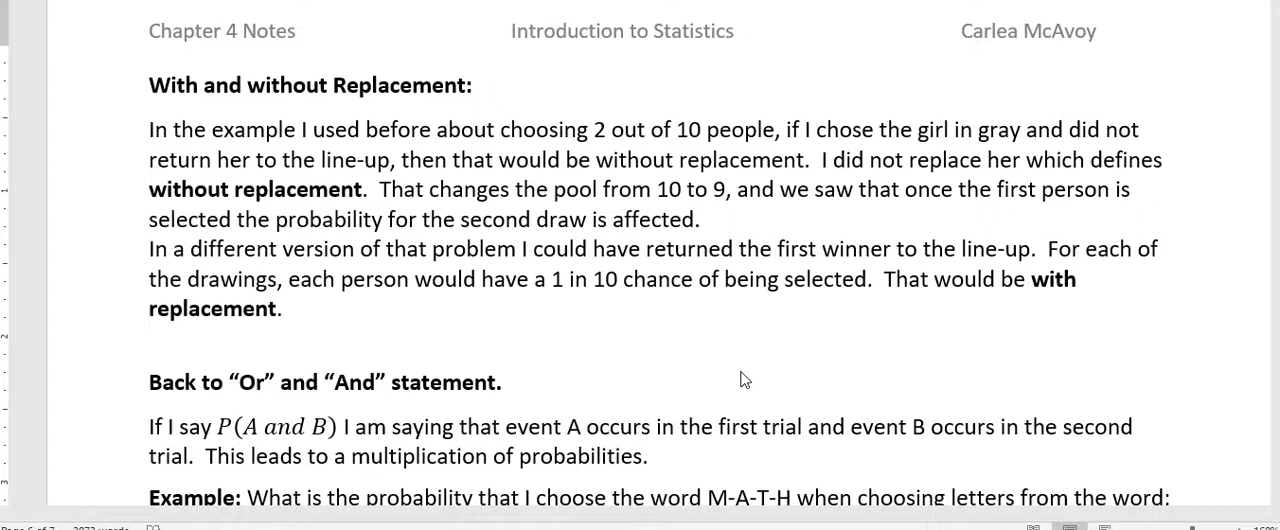 Chapter 4 Notes Introduction to Statistics Carlea McAvoy
With and without Replacement:
In the example I used before about choosing 2 out of 10 people, if I chose the girl in gray and did not
return her to the line-up, then that would be without replacement. I did not replace her which defines
without replacement. That changes the pool from 10 to 9, and we saw that once the first person is
selected the probability for the second draw is affected.
In a different version of that problem I could have returned the first winner to the line-up. For each of
the drawings, each person would have a 1 in 10 chance of being selected. That would be with
replacement.
Back to “Or” and “And” statement.
If I say P(A and B) I am saying that event A occurs in the first trial and event B occurs in the second
trial. This leads to a multiplication of probabilities.
Example: What is the probability that I choose the word M-A-T-H when choosing letters from the word: